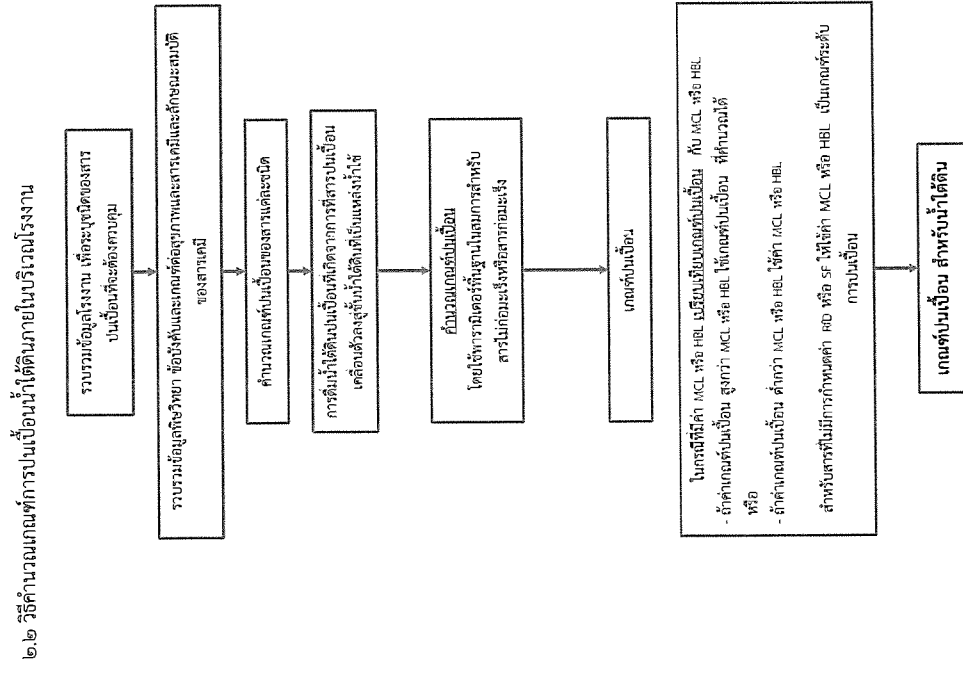 ๒.๒ วิธีคำนวณเกณฑ์การปนเปื้อนน้ำใต้ดินภายในบริเวณโรงงาน
รวบรวมข้อมูลโรงงาน เพื่อระบุชนิดของสาร
ปนเปื้อนที่จะต้องควบคุม
รวบรวมข้อมูลพิษวิทยา ข้อบังคับและเกณฑ์ต่อสุขภาพและสารเคมีและลักษณะสมบัติ
ของสารเคมี
คำนวณเกณฑ์ปนเปื้อนของสารแต่ละชนิด
การดื่มน้ำใต้ดินปนเปื้อนที่เกิดจากการที่สารปนเปื้อน
เคลื่อนตัวลงสู่ชั้นน้ำใต้ดินที่เป็นแหล่งน้ำใช้
คำนวณเกณฑ์ปนเปื้อน
โดยใช้พารามิเตอร์พื้นฐานในสมการสำหรับ
สารไม่ก่อมะเร็งหรือสารก่อมะเร็ง
เกณฑ์ปนเปื้อน
ในกรณีที่มีค่า MCL หรือ HBL เปรียบเทียบเกณฑ์ปนเปื้อน กับ MCL หรือ HBL
- ถ้าค่าเกณฑ์ปนเปื้อน สูงกว่า MCL หรือ HBL ใช้เกณฑ์ปนเปื้อน ที่คำนวณได้
หรือ
- ถ้าค่าเกณฑ์ปนเปื้อน ต่ำกว่า MCL หรือ HBL ใช้ค่า MCL หรือ HBL
สำหรับสารที่ไม่มีการกำหนดค่า RfD หรือ SF ให้ใช้ค่า MCL หรือ HBL เป็นเกณฑ์ระดับ
การปนเปื้อน
เกณฑ์ปนเปื้อน สำหรับน้ำใต้ดิน